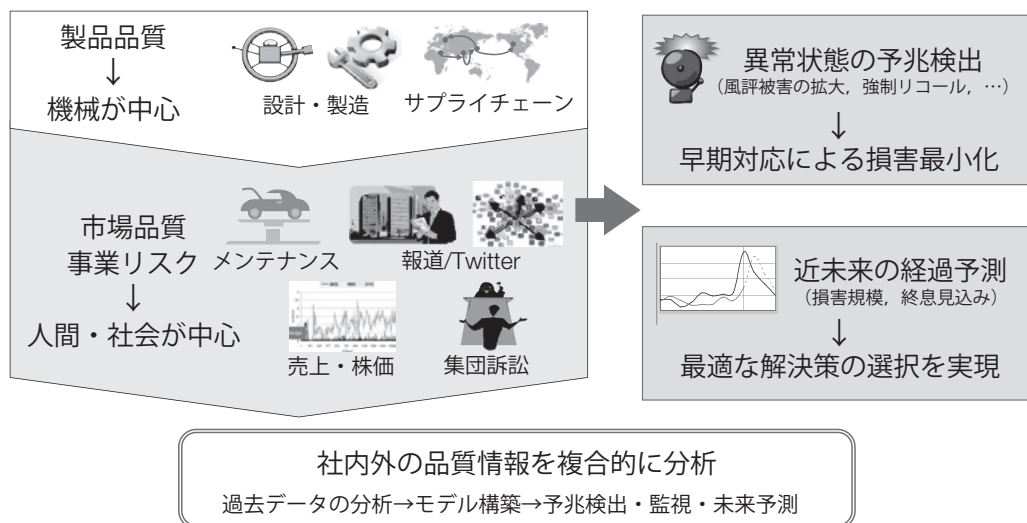 製品品質
↓
機械が中心
設計・製造
サプライチェーン
市場品質
事業リスク
↓
人間・社会が中心
メンテナンス
報道/Twitter
売上・株価
集団訴訟
異常状態の予兆検出
（風評被害の拡大，強制リコール，…）
↓
早期対応による損害最小化
近未来の経過予測
（損害規模，終息見込み）
↓
最適な解決策の選択を実現
社内外の品質情報を複合的に分析
過去データの分析→モデル構築→予兆検出・監視・未来予測